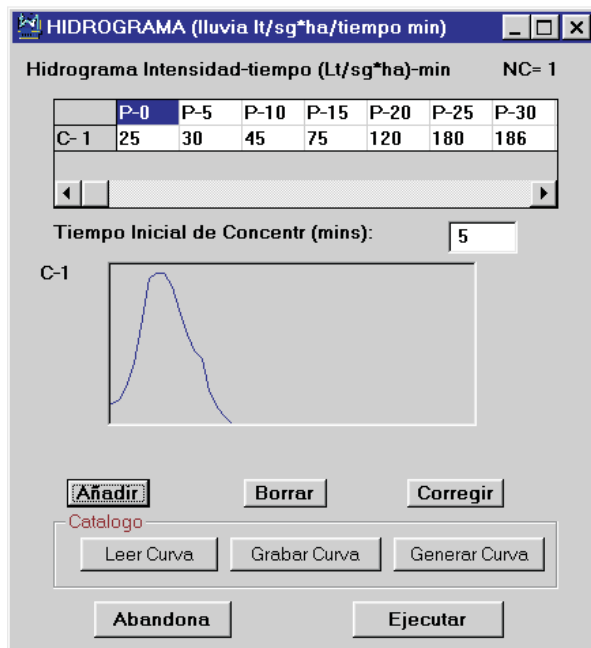 HIDROGRAMA (lluvia lt/sg*ha/tiempo min)
Hidrograma Intensidad-tiempo (Lt/sg*ha)-min NC= 1
P-0 P-5 P-10 P-15 P-20 P-25 P-30
C- 1 25 30 45 75 120 180 186
Tiempo Inicial de Concentr (mins): 5
C-1
Añadir Borrar Corregir
Catalogo
Leer Curva Grabar Curva Generar Curva
Abandona Ejecutar